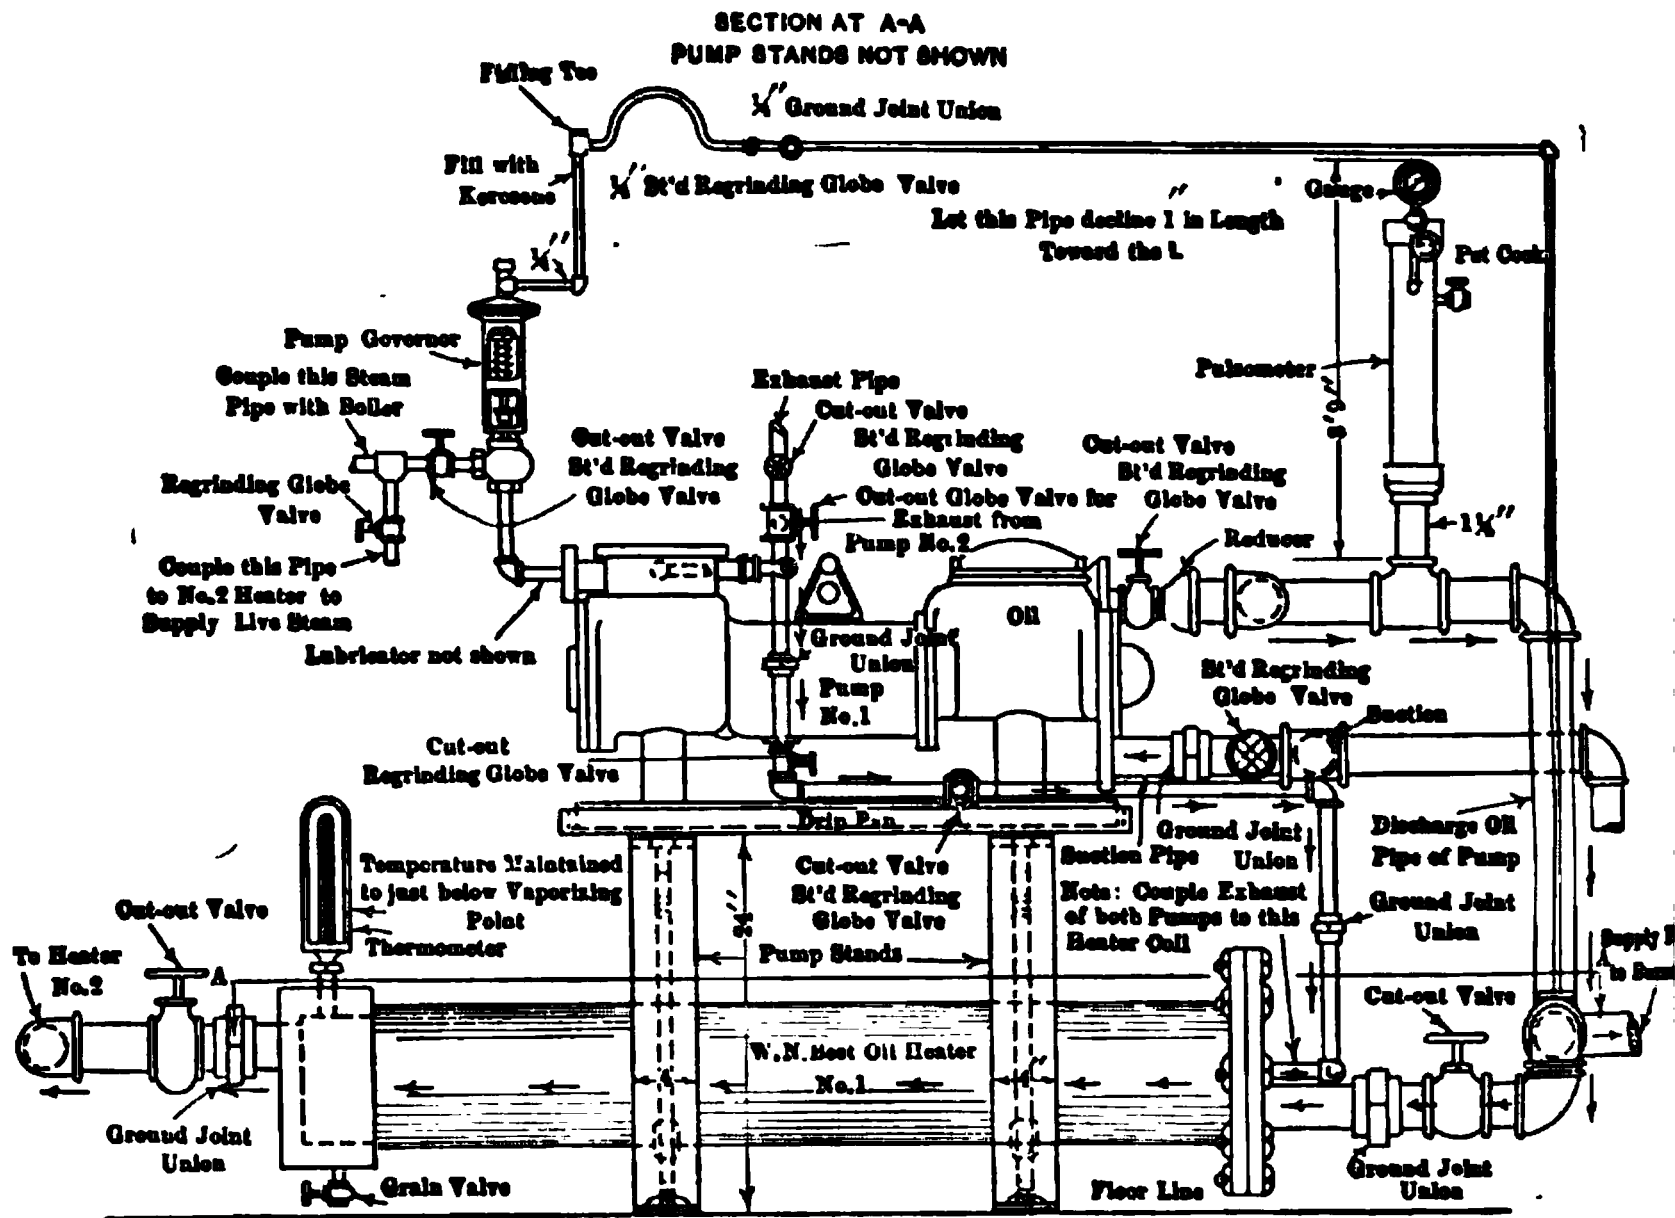 SECTION AT A-A
PUMP STANDS NOT SHOWN
Filling Tee
¼" Ground Joint Union
Fill with
Kerosene
¼" St'd Regrinding Globe Valve
Gauge
Let this Pipe decline 1" in Length
Toward the L
¼"
Pet Cock
Pump Governor
Couple this Steam
Pipe with Boiler
Exhaust Pipe
Cut-out Valve
St'd Regrinding
Globe Valve
Pulsometer
Cut-out Valve
St'd Regrinding
Globe Valve
Cut-out Valve
St'd Regrinding
Globe Valve
Regrinding Globe
Valve
Cut-out Globe Valve for
Exhaust from
Pump No.2
Reducer
Couple this Pipe
to No.2 Heater to
Supply Live Steam
Lubricator not shown
Oil
Ground Joint
Union
Pump
No.1
St'd Regrinding
Globe Valve
Suction
Cut-out
Regrinding Globe Valve
Drip Pan
Ground Joint
Union
Suction Pipe
Discharge Oil
Pipe of Pump
Temperature Maintained
to just below Vaporizing
Point
Thermometer
Cut-out Valve
St'd Regrinding
Globe Valve
Note: Couple Exhaust
of both Pumps to this
Heater Coil
Ground Joint
Union
Cut-out Valve
24"
Pump Stands
To Heater
No.2
A
Supply
A
to
Cut-out Valve
W.N.Best Oil Heater
No.1
Ground Joint
Union
Grain Valve
Floor Line
Ground Joint
Union